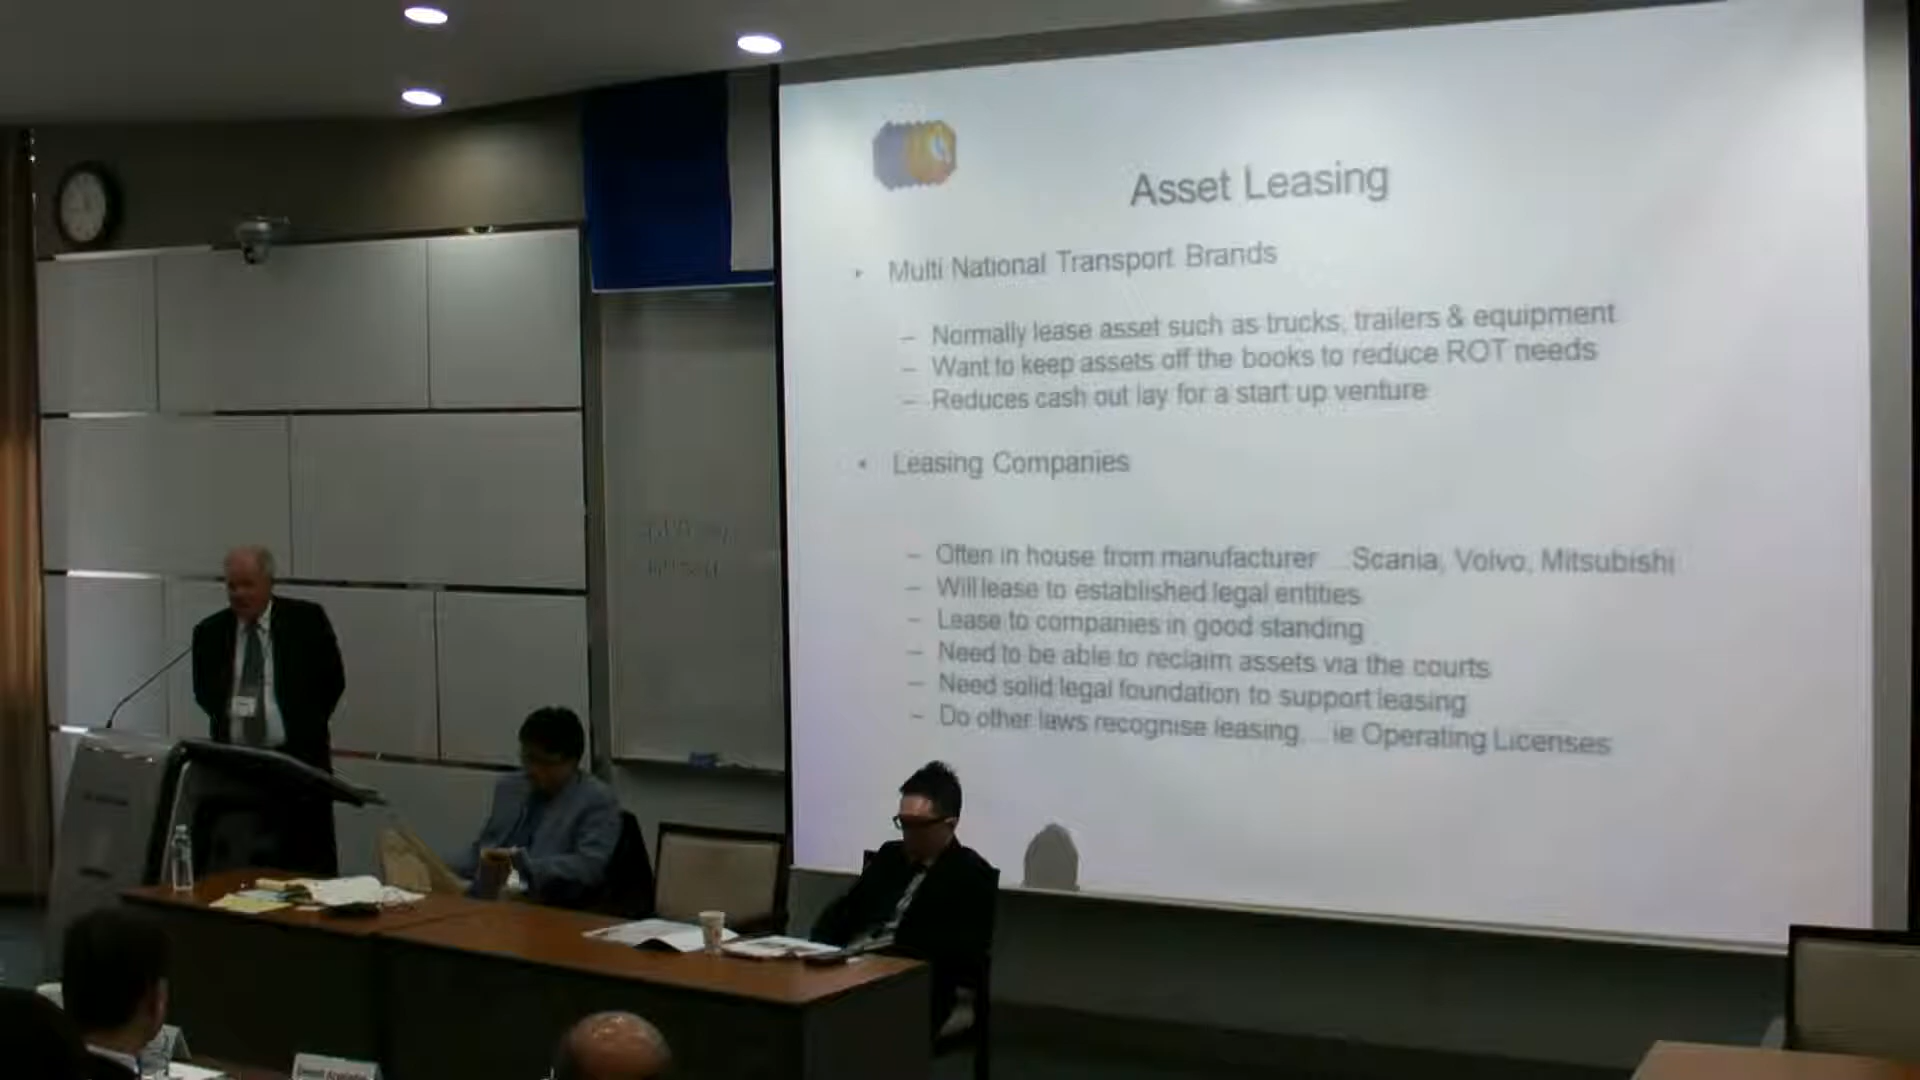 Asset Leasing
Multi National Transport Brands
– Normally lease asset such as trucks, trailers & equipment
– Want to keep assets off the books to reduce ROT needs
– Reduces cash out lay for a start up venture
Leasing Companies
– Often in house from manufacturer ... Scania, Volvo, Mitsubishi
– Will lease to established legal entities
– Lease to companies in good standing
– Need to be able to reclaim assets via the courts
– Need solid legal foundation to support leasing
– Do other laws recognise leasing... ie Operating Licenses